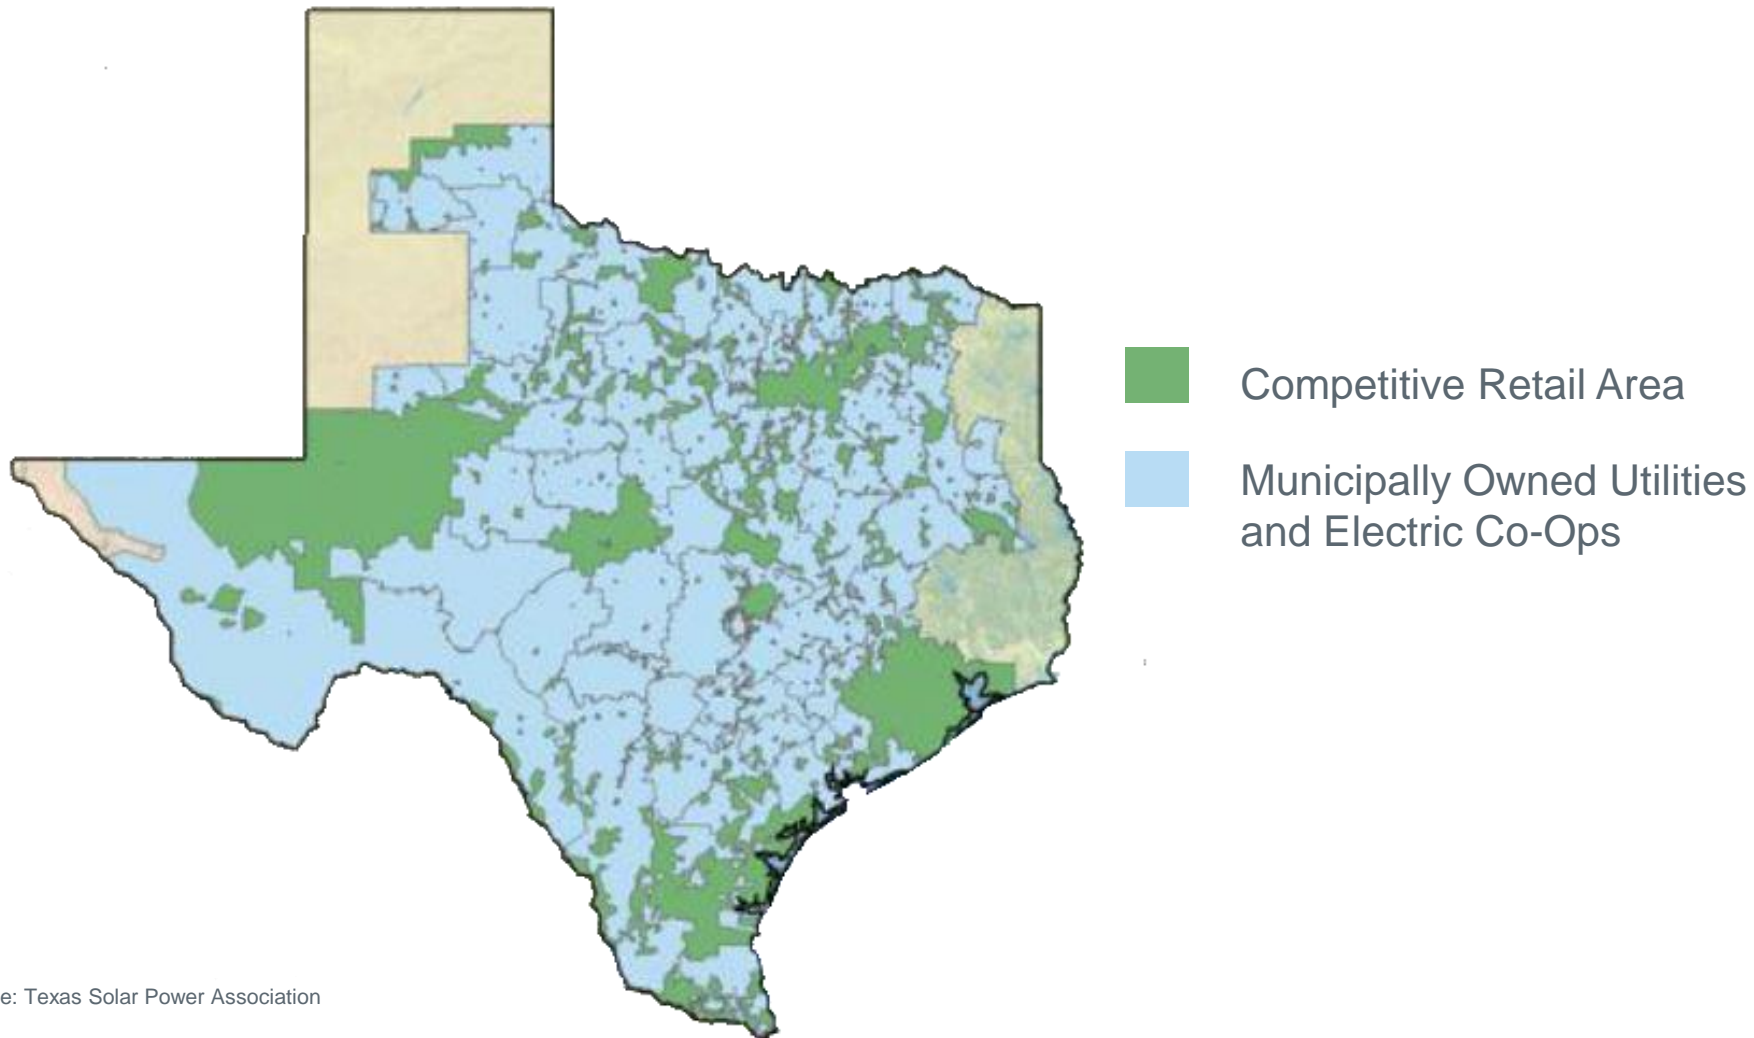 Competitive Retail Area
Municipally Owned Utilities
and Electric Co-Ops
e: Texas Solar Power Association